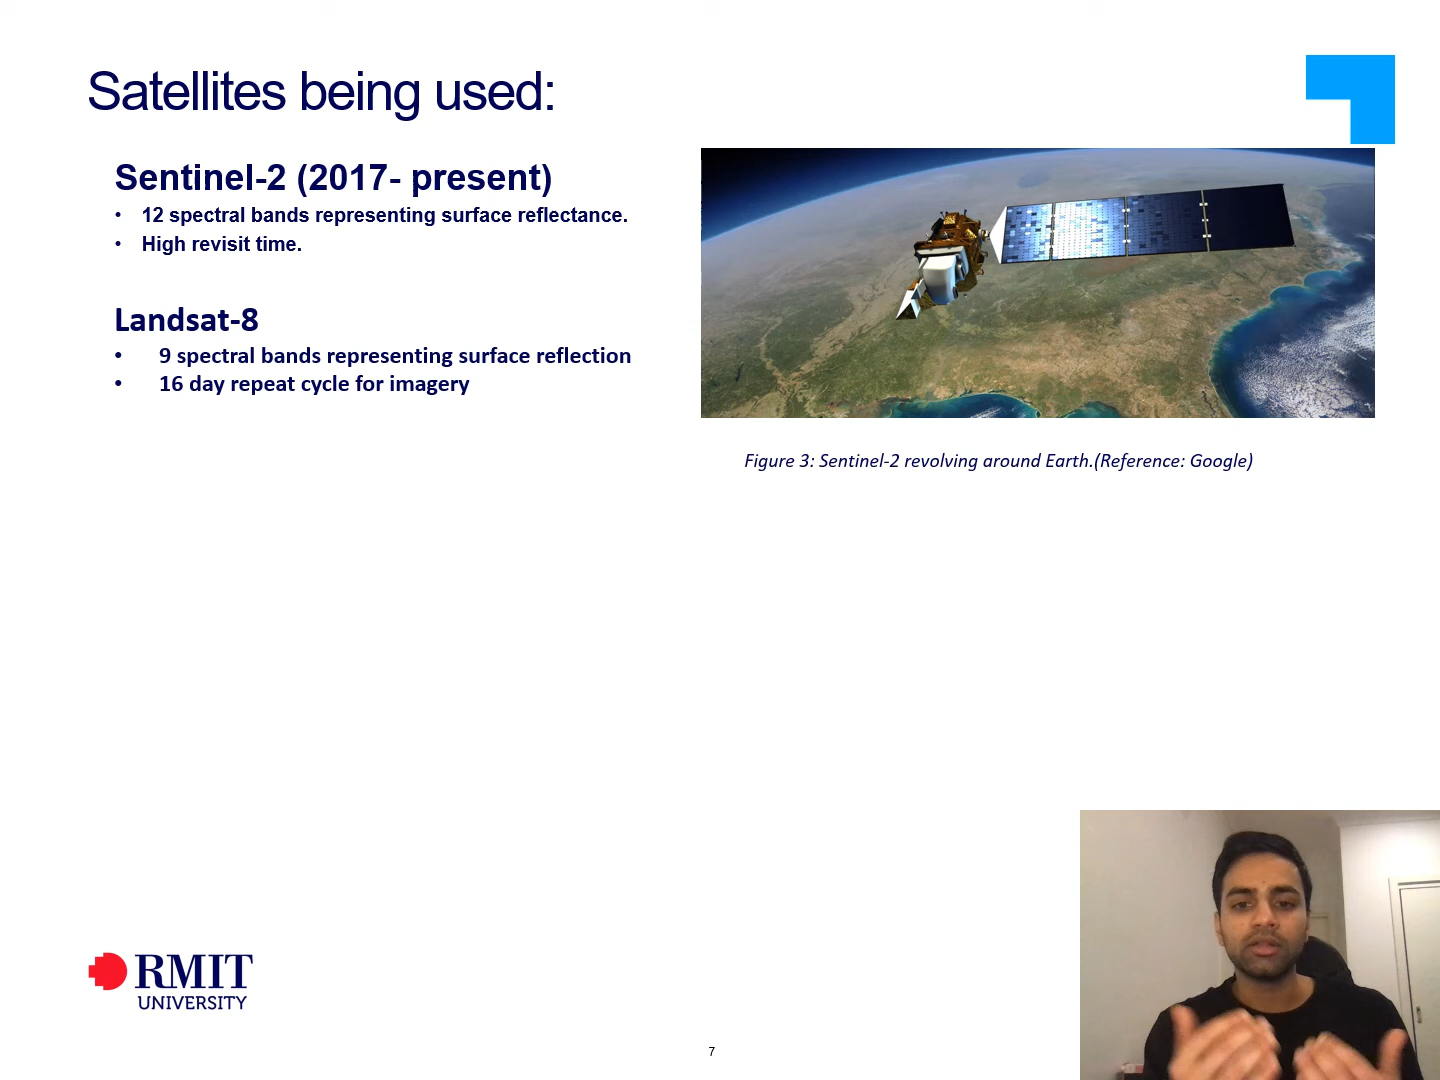 Satellites being used:
Sentinel-2 (2017- present)
• 12 spectral bands representing surface reflectance.
• High revisit time.
Landsat-8
• 9 spectral bands representing surface reflection
• 16 day repeat cycle for imagery
Figure 3: Sentinel-2 revolving around Earth.(Reference: Google)
RMIT
UNIVERSITY
7